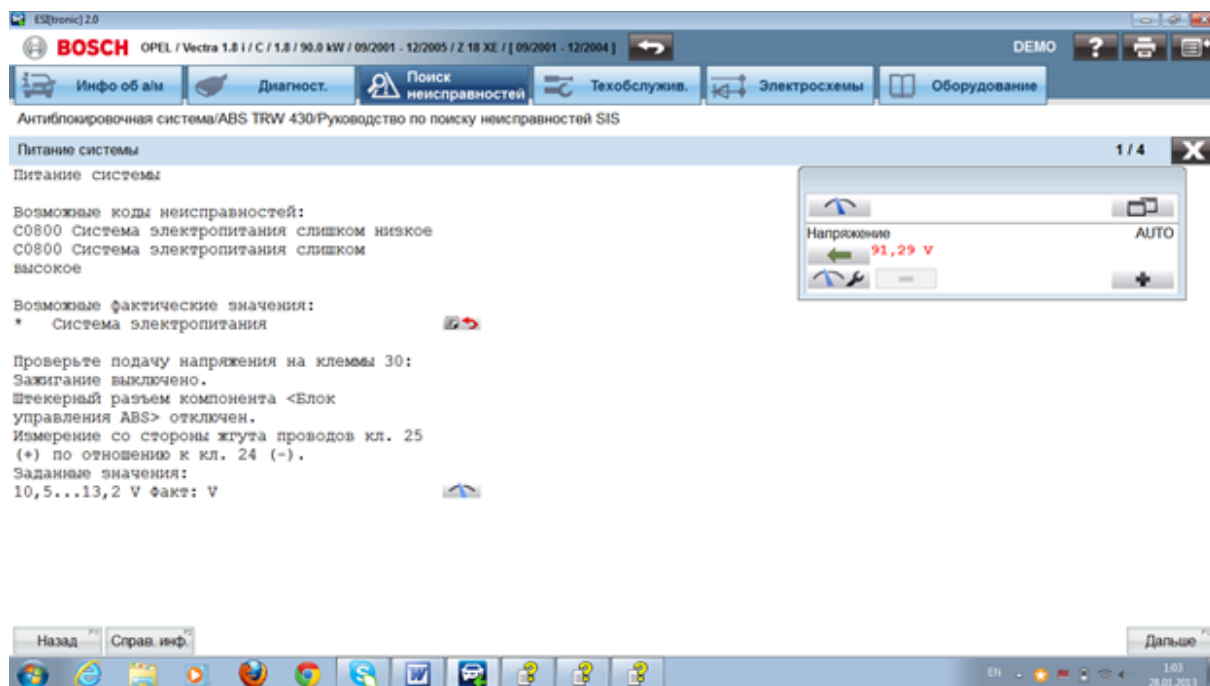 ESI[tronic] 2.0
BOSCH OPEL / Vectra 1.8 i / C / 1.8 / 90.0 kW / 09/2001 - 12/2005 / Z 18 XE / [ 09/2001 - 12/2004 ] DEMO ?
Инфо об а/м Диагност. Поиск неисправностей Техобслужив. Электросхемы Оборудование
Антиблокировочная система/ABS TRW 430/Руководство по поиску неисправностей SIS
Питание системы 1 / 4 X
Питание системы
Возможные коды неисправностей:
C0800 Система электропитания слишком низкое
C0800 Система электропитания слишком
высокое
Возможные фактические значения:
* Система электропитания
Проверьте подачу напряжения на клеммы 30:
Зажигание выключено.
Штекерный разъем компонента <Блок
управления ABS> отключен.
Измерение со стороны жгута проводов кл. 25
(+) по отношению к кл. 24 (-).
Заданные значения:
10,5...13,2 V Факт: V
Напряжение AUTO
91,29 V
Назад Справ. инф. Дальше
EN 1:03
28.01.2013